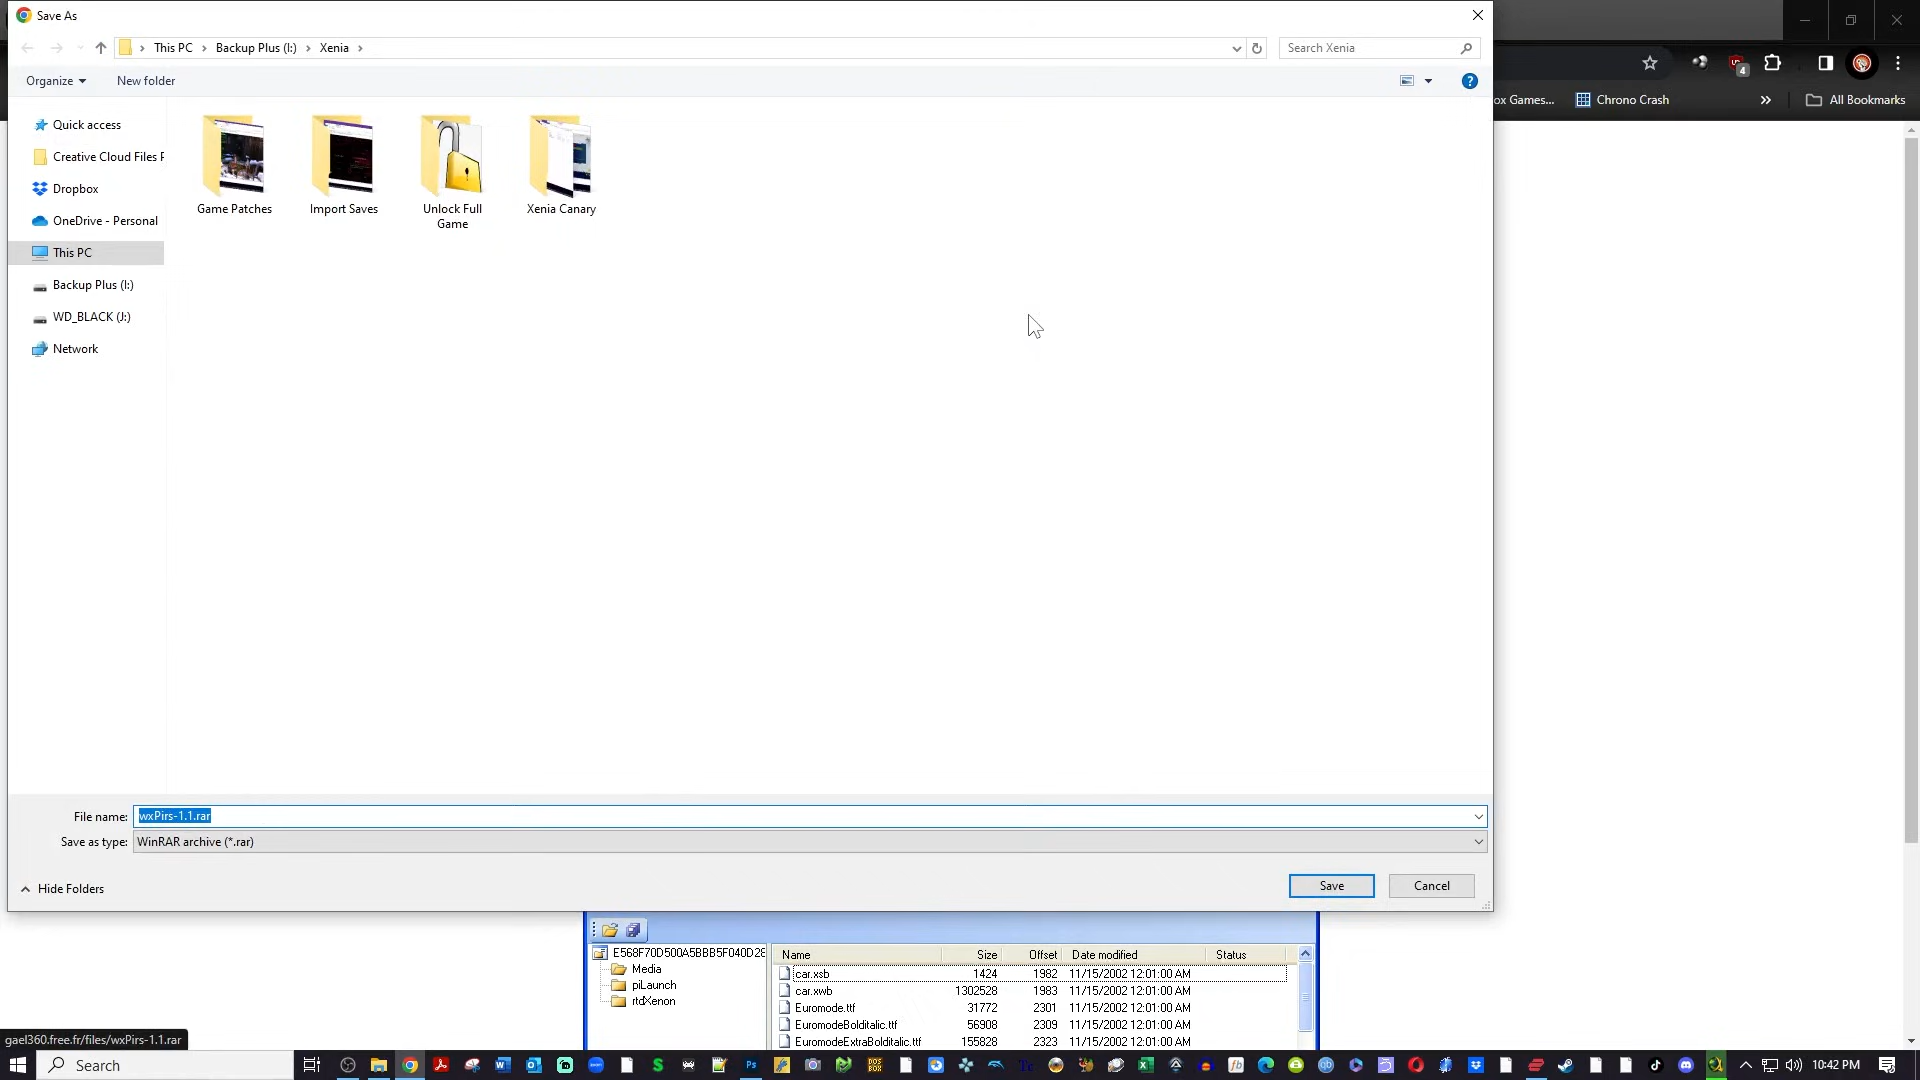 Save As
This PC
Backup Plus (I:)
Xenia
Search Xenia
Organize
New folder
4
ox Games...
Chrono Crash
»
All Bookmarks
Quick access
Creative Cloud Files F
Dropbox
OneDrive - Personal
This PC
Backup Plus (I:)
WD_BLACK (J:)
Network
Game Patches
Import Saves
Unlock Full
Game
Xenia Canary
File name:
wxPirs-1.1.rar
Save as type:
WinRAR archive (*.rar)
Hide Folders
Save
Cancel
E568F70D500A5BBB5F040D28
Media
piLaunch
rtdXenon
Name Size Offset Date modified Status
car.xsb 1424 1982 11/15/2002 12:01:00 AM
car.xwb 1302528 1983 11/15/2002 12:01:00 AM
Euromode.ttf 31772 2301 11/15/2002 12:01:00 AM
EuromodeBolditalic.ttf 56908 2309 11/15/2002 12:01:00 AM
EuromodeExtraBolditalic.ttf 155828 2323 11/15/2002 12:01:00 AM
gael360.free.fr/files/wxPirs-1.1.rar
Search
10:42 PM